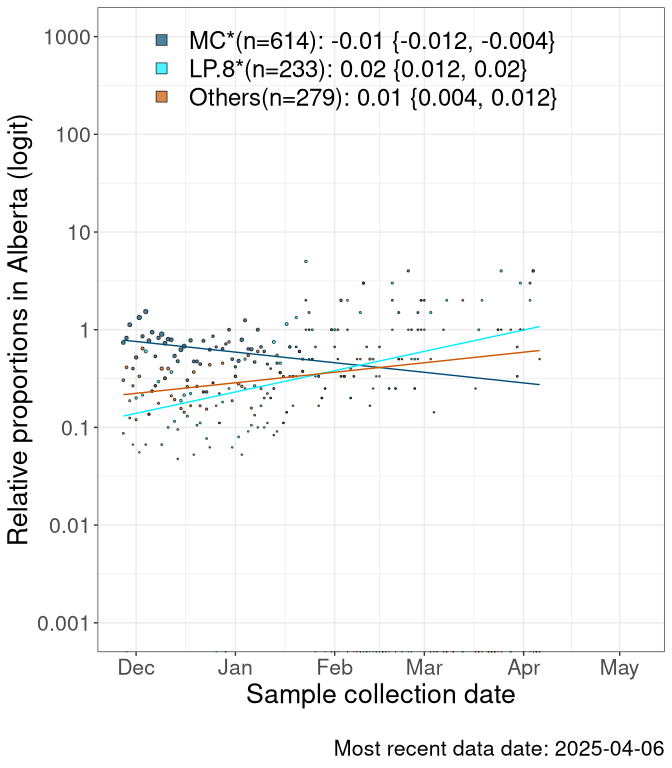 MC*(n=614): -0.01 {-0.012, -0.004}
LP.8*(n=233): 0.02 {0.012, 0.02}
Others(n=279): 0.01 {0.004, 0.012}
Relative proportions in Alberta (logit)
1000
100
10
1
0.1
0.01
0.001
Dec Jan Feb Mar Apr May
Sample collection date
Most recent data date: 2025-04-06